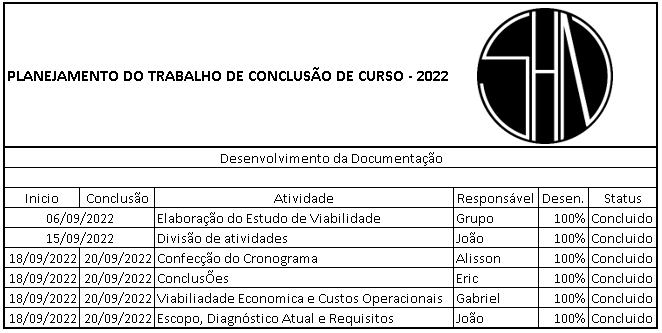 PLANEJAMENTO DO TRABALHO DE CONCLUSÃO DE CURSO - 2022
SHN
Desenvolvimento da Documentação
Inicio Conclusão Atividade Responsável Desen. Status
06/09/2022 Elaboração do Estudo de Viabilidade Grupo 100% Concluido
15/09/2022 Divisão de atividades João 100% Concluido
18/09/2022 20/09/2022 Confecção do Cronograma Alisson 100% Concluido
18/09/2022 20/09/2022 ConclusÕes Eric 100% Concluido
18/09/2022 20/09/2022 Viabiliadade Economica e Custos Operacionais Gabriel 100% Concluido
18/09/2022 20/09/2022 Escopo, Diagnóstico Atual e Requisitos João 100% Concluido